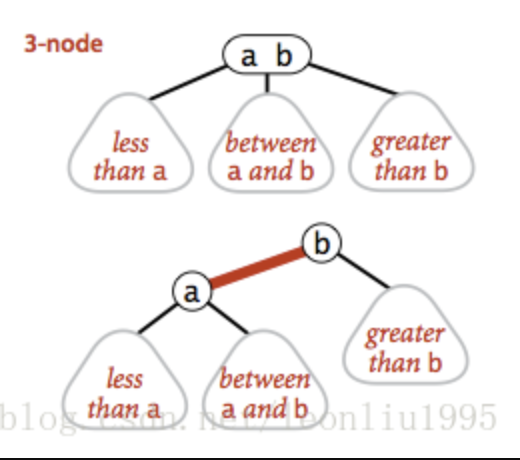 3-node
a b
less
than a
between
a and b
greater
than b
b
a
greater
than b
less
than a
between
a and b
blog.csdn.net/leonliu1995